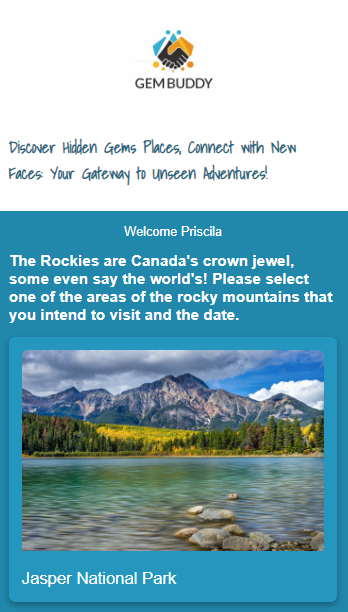 GEM BUDDY
Discover Hidden Gems Places, Connect with New
Faces: Your Gateway to Unseen Adventures!
Welcome Priscila
The Rockies are Canada's crown jewel,
some even say the world's! Please select
one of the areas of the rocky mountains that
you intend to visit and the date.
Jasper National Park